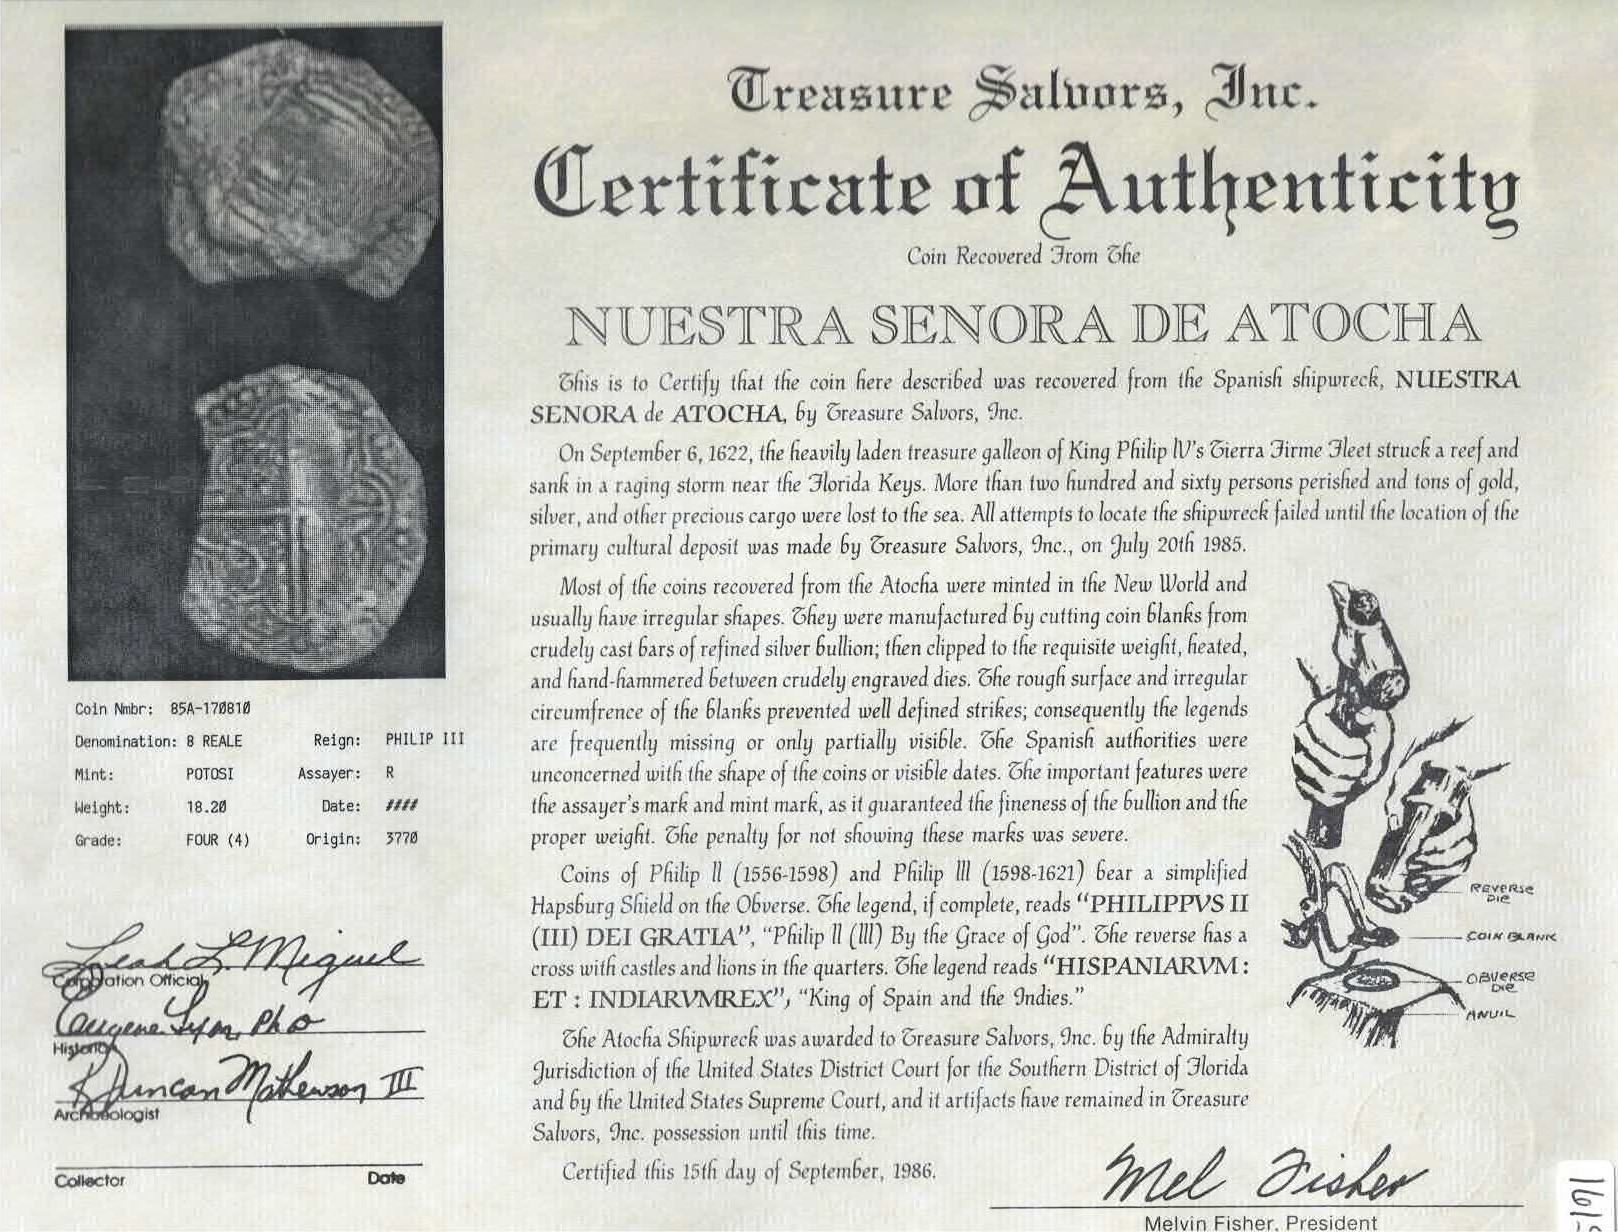 Treasure Salvors, Inc.
Certificate of Authenticity
Coin Recovered From The
NUESTRA SENORA DE ATOCHA
This is to Certify that the coin here described was recovered from the Spanish shipwreck, NUESTRA
SENORA de ATOCHA, by Treasure Salvors, Inc.
On September 6, 1622, the heavily laden treasure galleon of King Philip IV's Tierra Firme Fleet struck a reef and
sank in a raging storm near the Florida Keys. More than two hundred and sixty persons perished and tons of gold,
silver, and other precious cargo were lost to the sea. All attempts to locate the shipwreck failed until the location of the
primary cultural deposit was made by Treasure Salvors, Inc., on July 20th 1985.
Most of the coins recovered from the Atocha were minted in the New World and
usually have irregular shapes. They were manufactured by cutting coin blanks from
crudely cast bars of refined silver bullion; then clipped to the requisite weight, heated,
and hand-hammered between crudely engraved dies. The rough surface and irregular
circumfrence of the blanks prevented well defined strikes; consequently the legends
are frequently missing or only partially visible. The Spanish authorities were
unconcerned with the shape of the coins or visible dates. The important features were
the assayer's mark and mint mark, as it guaranteed the fineness of the bullion and the
proper weight. The penalty for not showing these marks was severe.
Coins of Philip II (1556-1598) and Philip III (1598-1621) bear a simplified
Hapsburg Shield on the Obverse. The legend, if complete, reads "PHILIPPVS II
(III) DEI GRATIA", "Philip II (III) By the Grace of God". The reverse has a
cross with castles and lions in the quarters. The legend reads "HISPANIARVM :
ET : INDIARVMREX", "King of Spain and the Indies."
The Atocha Shipwreck was awarded to Treasure Salvors, Inc. by the Admiralty
Jurisdiction of the United States District Court for the Southern District of Florida
and by the United States Supreme Court, and it artifacts have remained in Treasure
Salvors, Inc. possession until this time.
Certified this 15th day of September, 1986.
Mel Fisher
Melvin Fisher, President
REVERSE
DIE
COIN BLANK
OBVERSE
DIE
ANVIL
Coin Nmbr: 85A-170810
Denomination: 8 REALE Reign: PHILIP III
Mint: POTOSI Assayer: R
Weight: 18.20 Date: ####
Grade: FOUR (4) Origin: 3770
Leah L. Miguel
Corporation Official
Eugene Lyon, PhD
Historian
R Duncan Mathewson III
Archaeologist
Collector Date